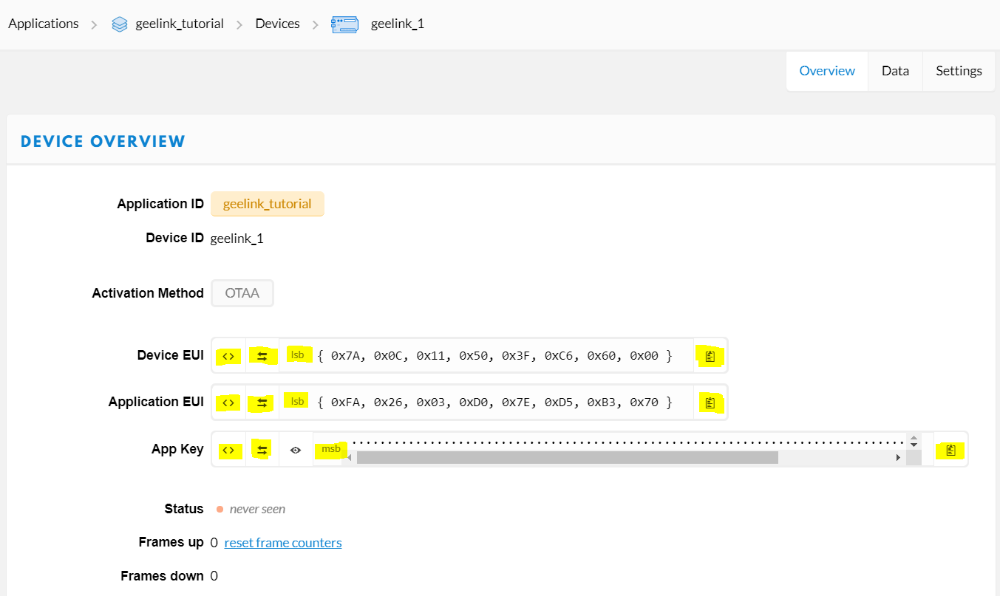 Applications > geelink_tutorial > Devices > geelink_1
Overview Data Settings
DEVICE OVERVIEW
Application ID geelink_tutorial
Device ID geelink_1
Activation Method OTAA
Device EUI <> lsb { 0x7A, 0x0C, 0x11, 0x50, 0x3F, 0xC6, 0x60, 0x00 }
Application EUI <> lsb { 0xFA, 0x26, 0x03, 0xD0, 0x7E, 0xD5, 0xB3, 0x70 }
App Key <> msb
Status never seen
Frames up 0 reset frame counters
Frames down 0